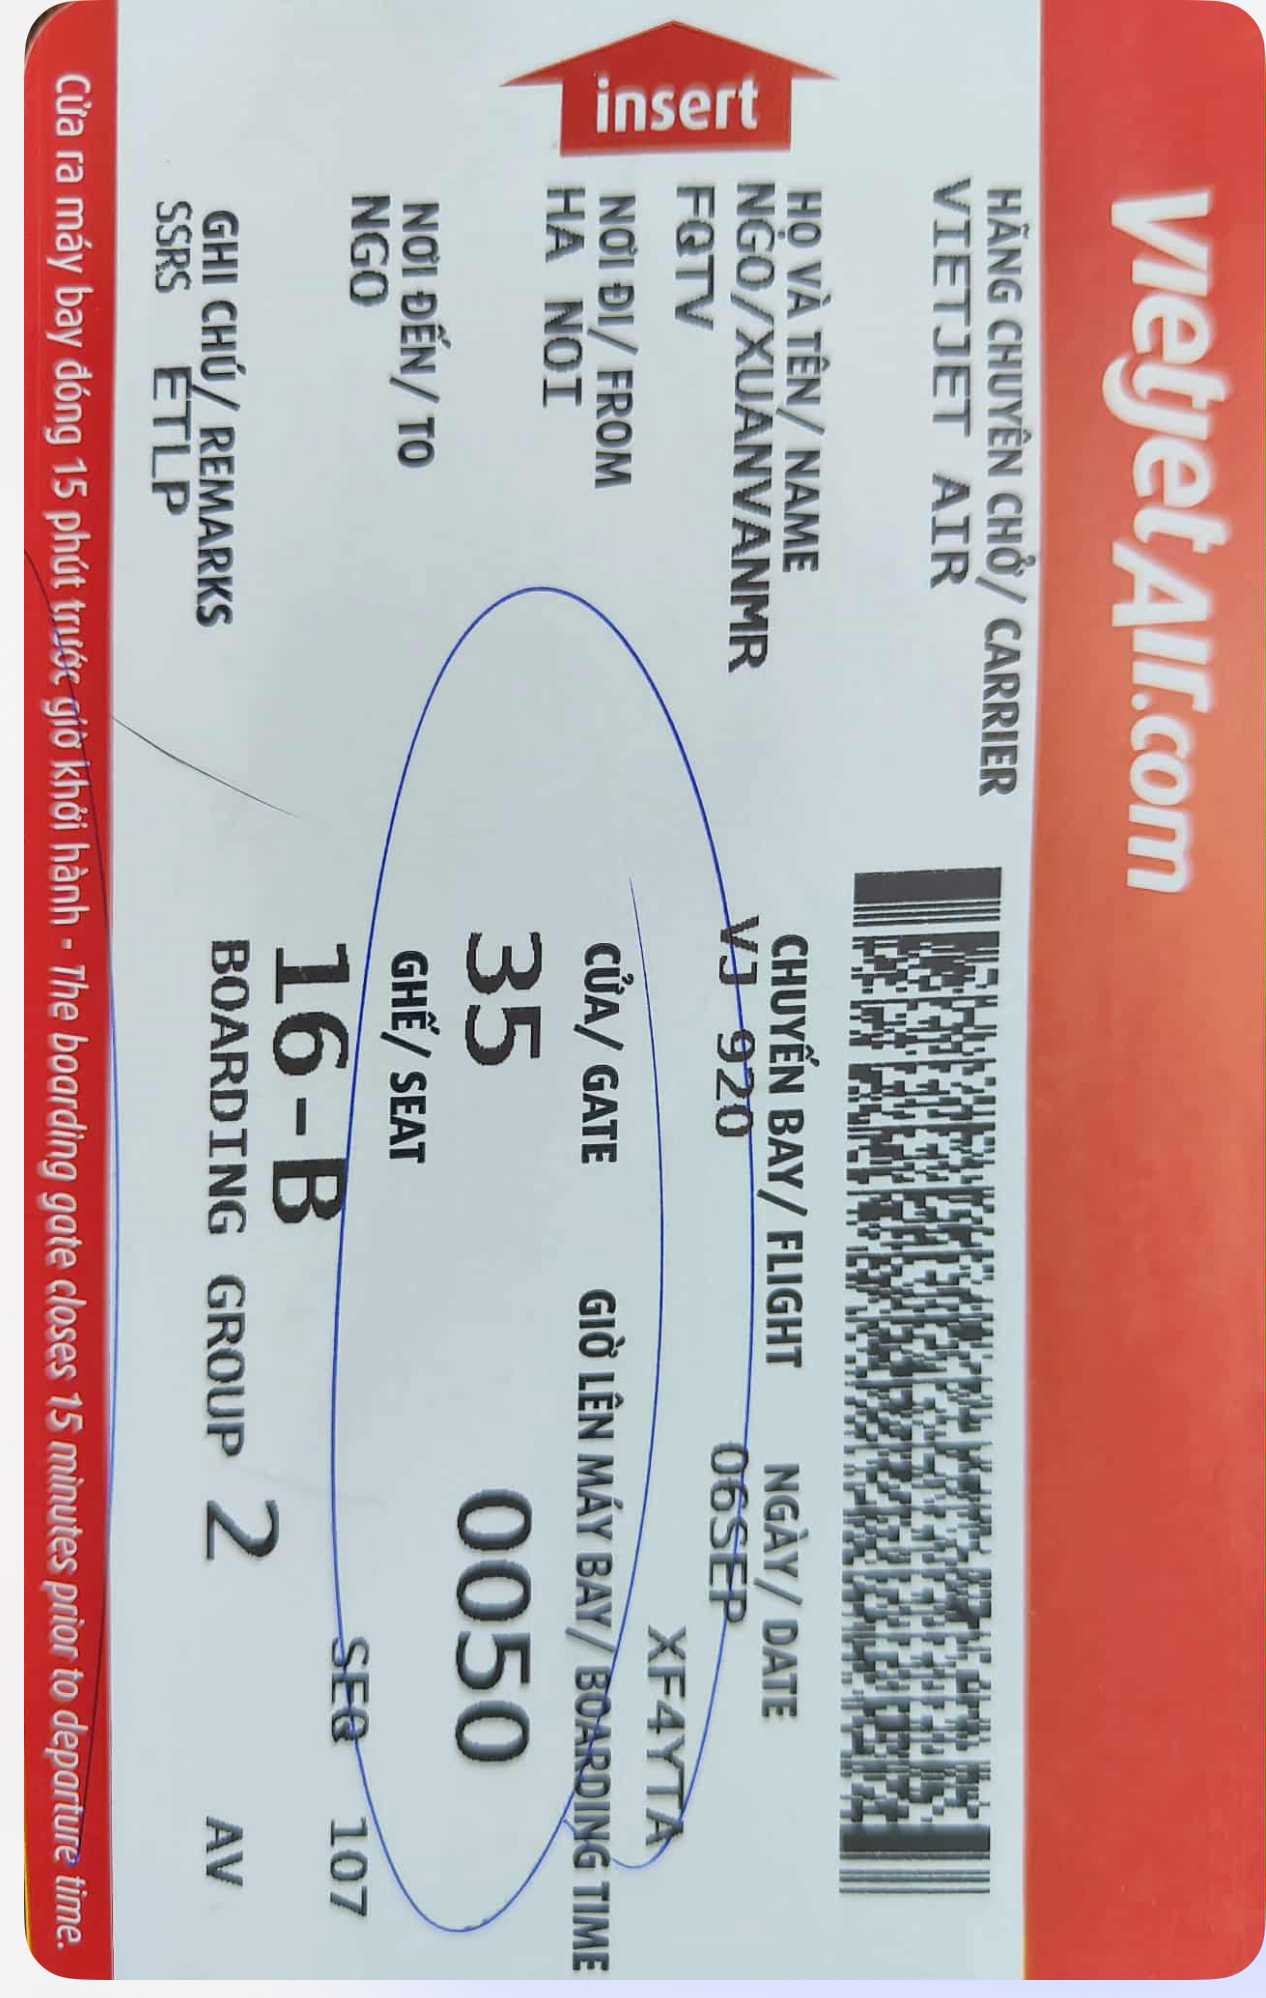 vietjetAir.com
insert
HÃNG CHUYÊN CHỞ/ CARRIER
VIETJET AIR
HỌ VÀ TÊN/ NAME
NGO/XUANVANMR
FQTV
CHUYẾN BAY/ FLIGHT
VJ 920
NGÀY/ DATE
06SEP
XF4YTA
NƠI ĐI/ FROM
HA NOI
CỬA/ GATE
35
GIỜ LÊN MÁY BAY/ BOARDING TIME
0050
NƠI ĐẾN/ TO
NGO
GHẾ/ SEAT
16-B
SEQ 107
GHI CHÚ/ REMARKS
SSRS ETLP
BOARDING GROUP 2
AV
Cửa ra máy bay đóng 15 phút trước giờ khởi hành - The boarding gate closes 15 minutes prior to departure time.